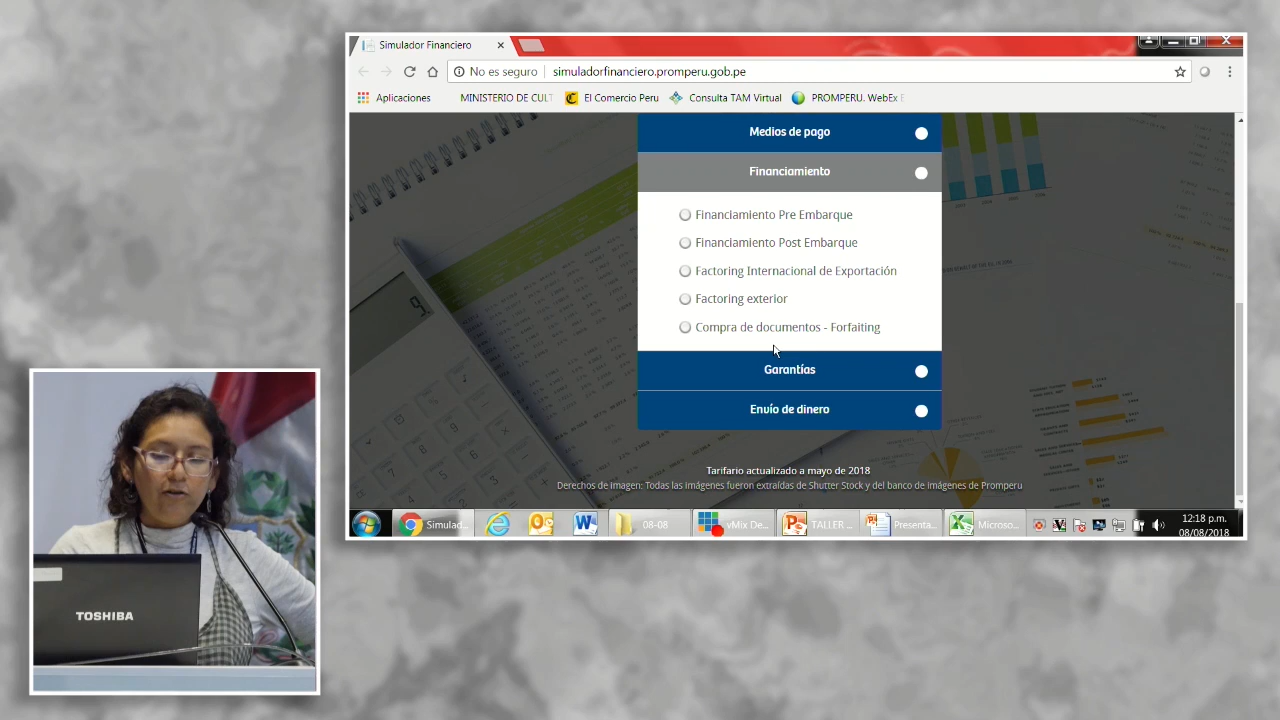 Simulador Financiero
No es seguro
simuladorfinanciero.promperu.gob.pe
Aplicaciones
MINISTERIO DE CULT
El Comercio Peru
Consulta TAM Virtual
PROMPERU. WebEx E
Medios de pago
Financiamiento
Financiamiento Pre Embarque
Financiamiento Post Embarque
Factoring Internacional de Exportación
Factoring exterior
Compra de documentos - Forfaiting
Garantías
Envío de dinero
Tarifario actualizado a mayo de 2018
Derechos de imagen: Todas las imágenes fueron extraídas de Shutter Stock y del banco de imágenes de Promperu
Simulad...
08-08
vMix De...
TALLER ...
Presenta...
Microso...
12:18 p.m.
08/08/2018
TOSHIBA